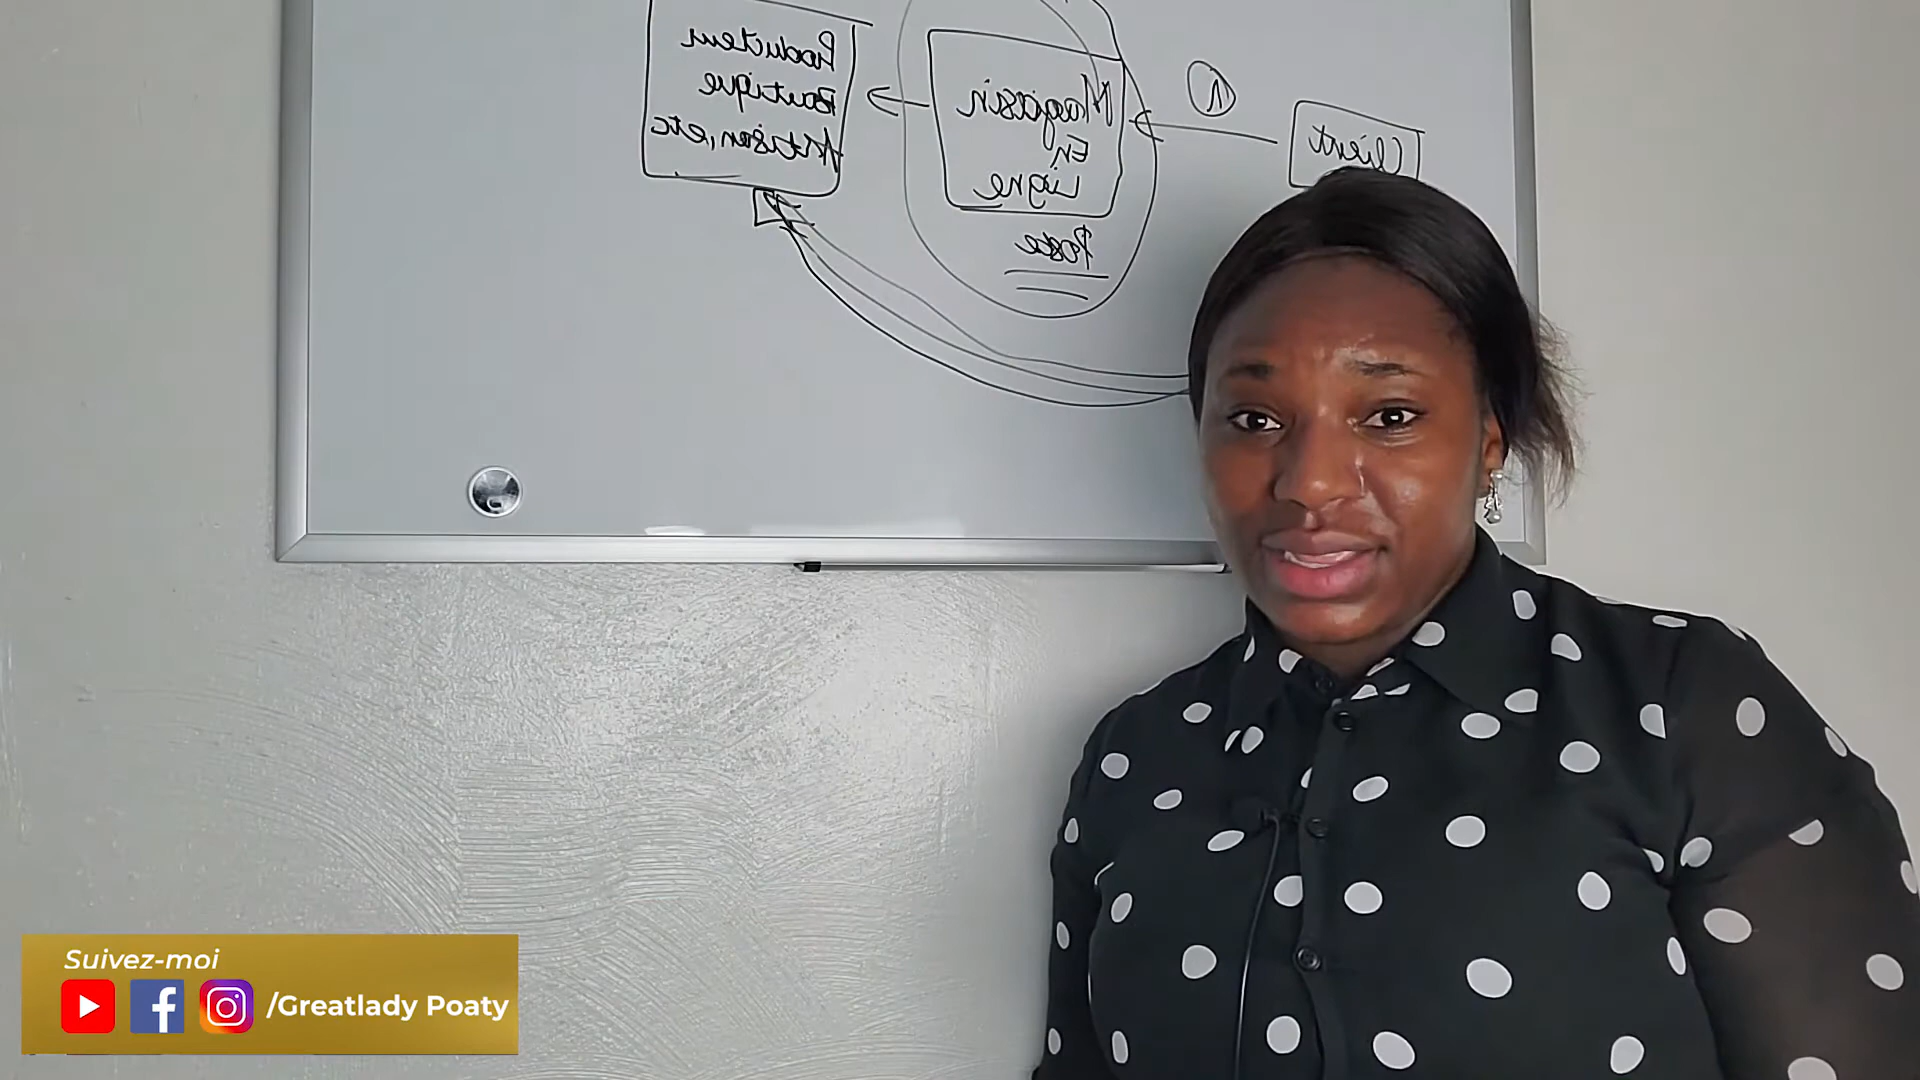 Producteur
Boutique
Artisan, etc
Magasin
En
Ligne
Poste
1
Client
Suivez-moi
/Greatlady Poaty